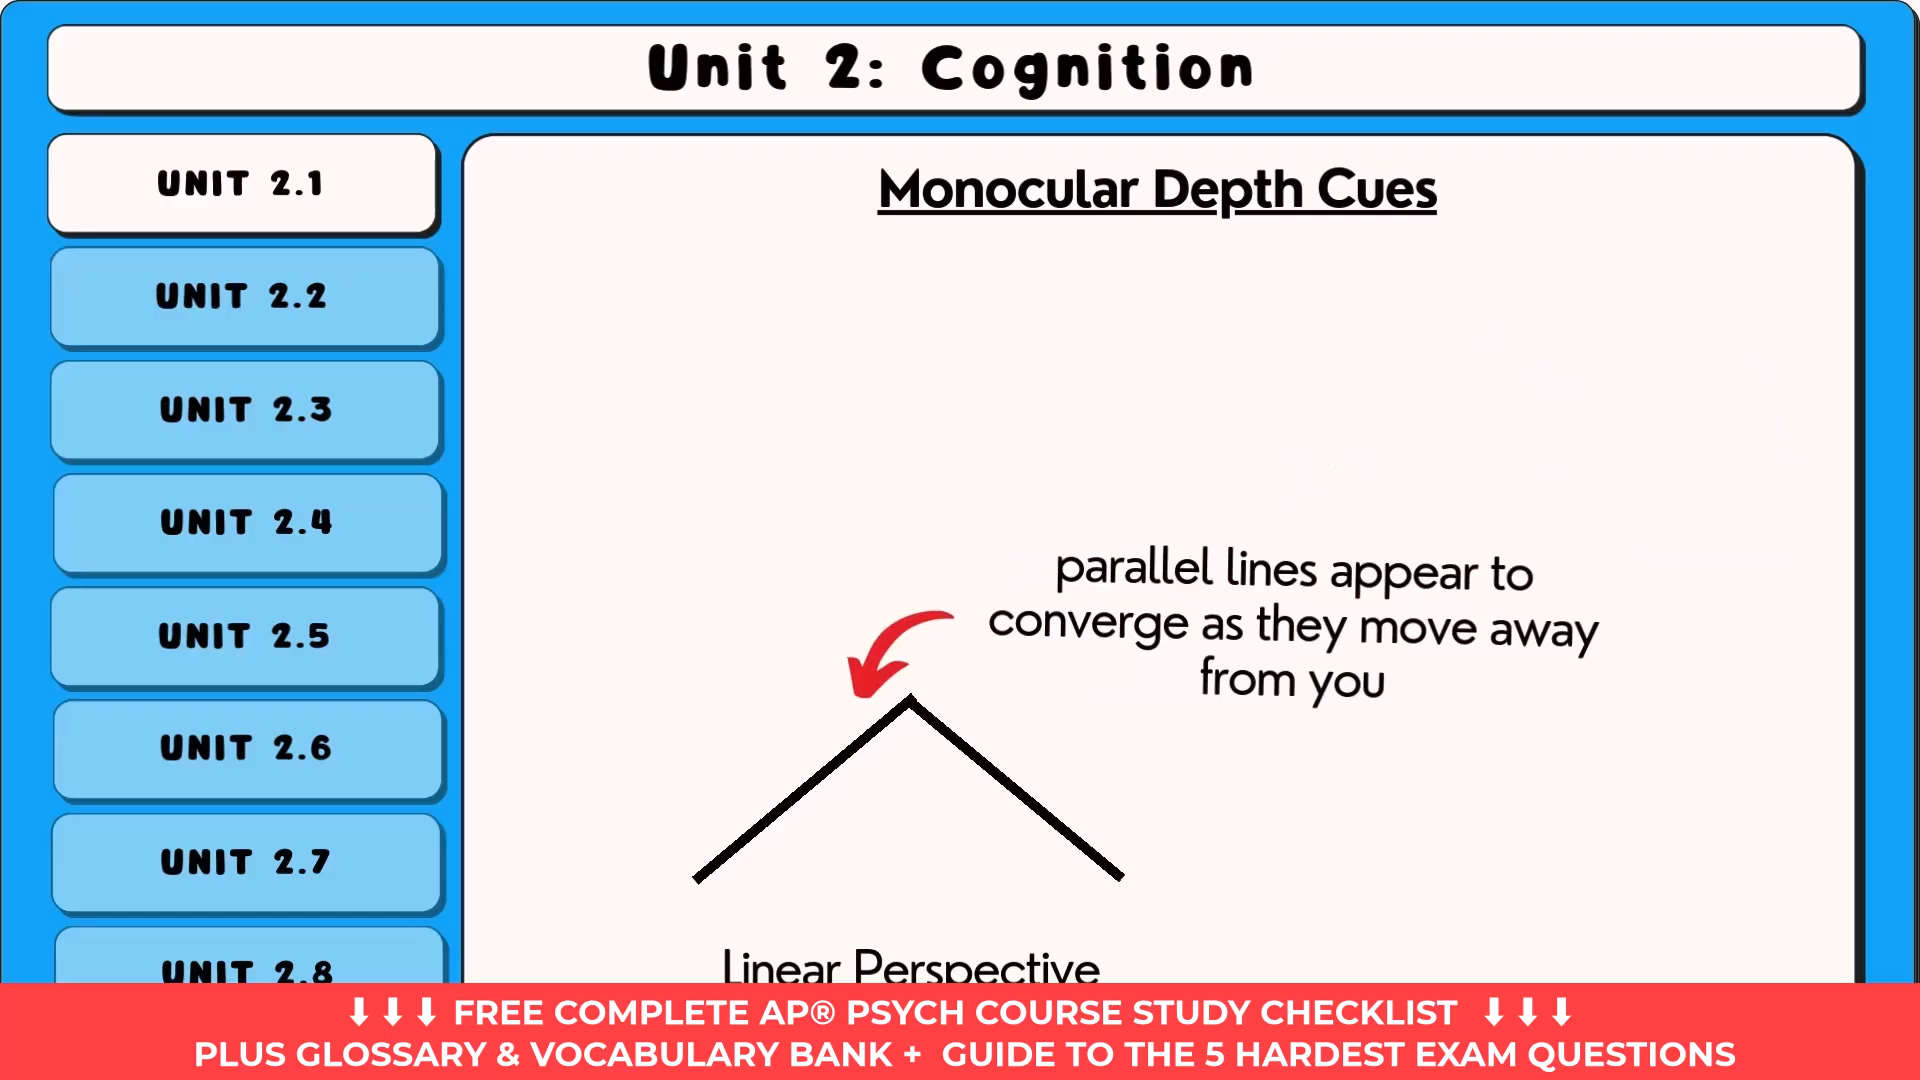 Unit 2: Cognition
UNIT 2.1
UNIT 2.2
UNIT 2.3
UNIT 2.4
UNIT 2.5
UNIT 2.6
UNIT 2.7
UNIT 2.8
Monocular Depth Cues
parallel lines appear to
converge as they move away
from you
Linear Perspective
⬇⬇⬇ FREE COMPLETE AP® PSYCH COURSE STUDY CHECKLIST ⬇⬇⬇
PLUS GLOSSARY & VOCABULARY BANK + GUIDE TO THE 5 HARDEST EXAM QUESTIONS